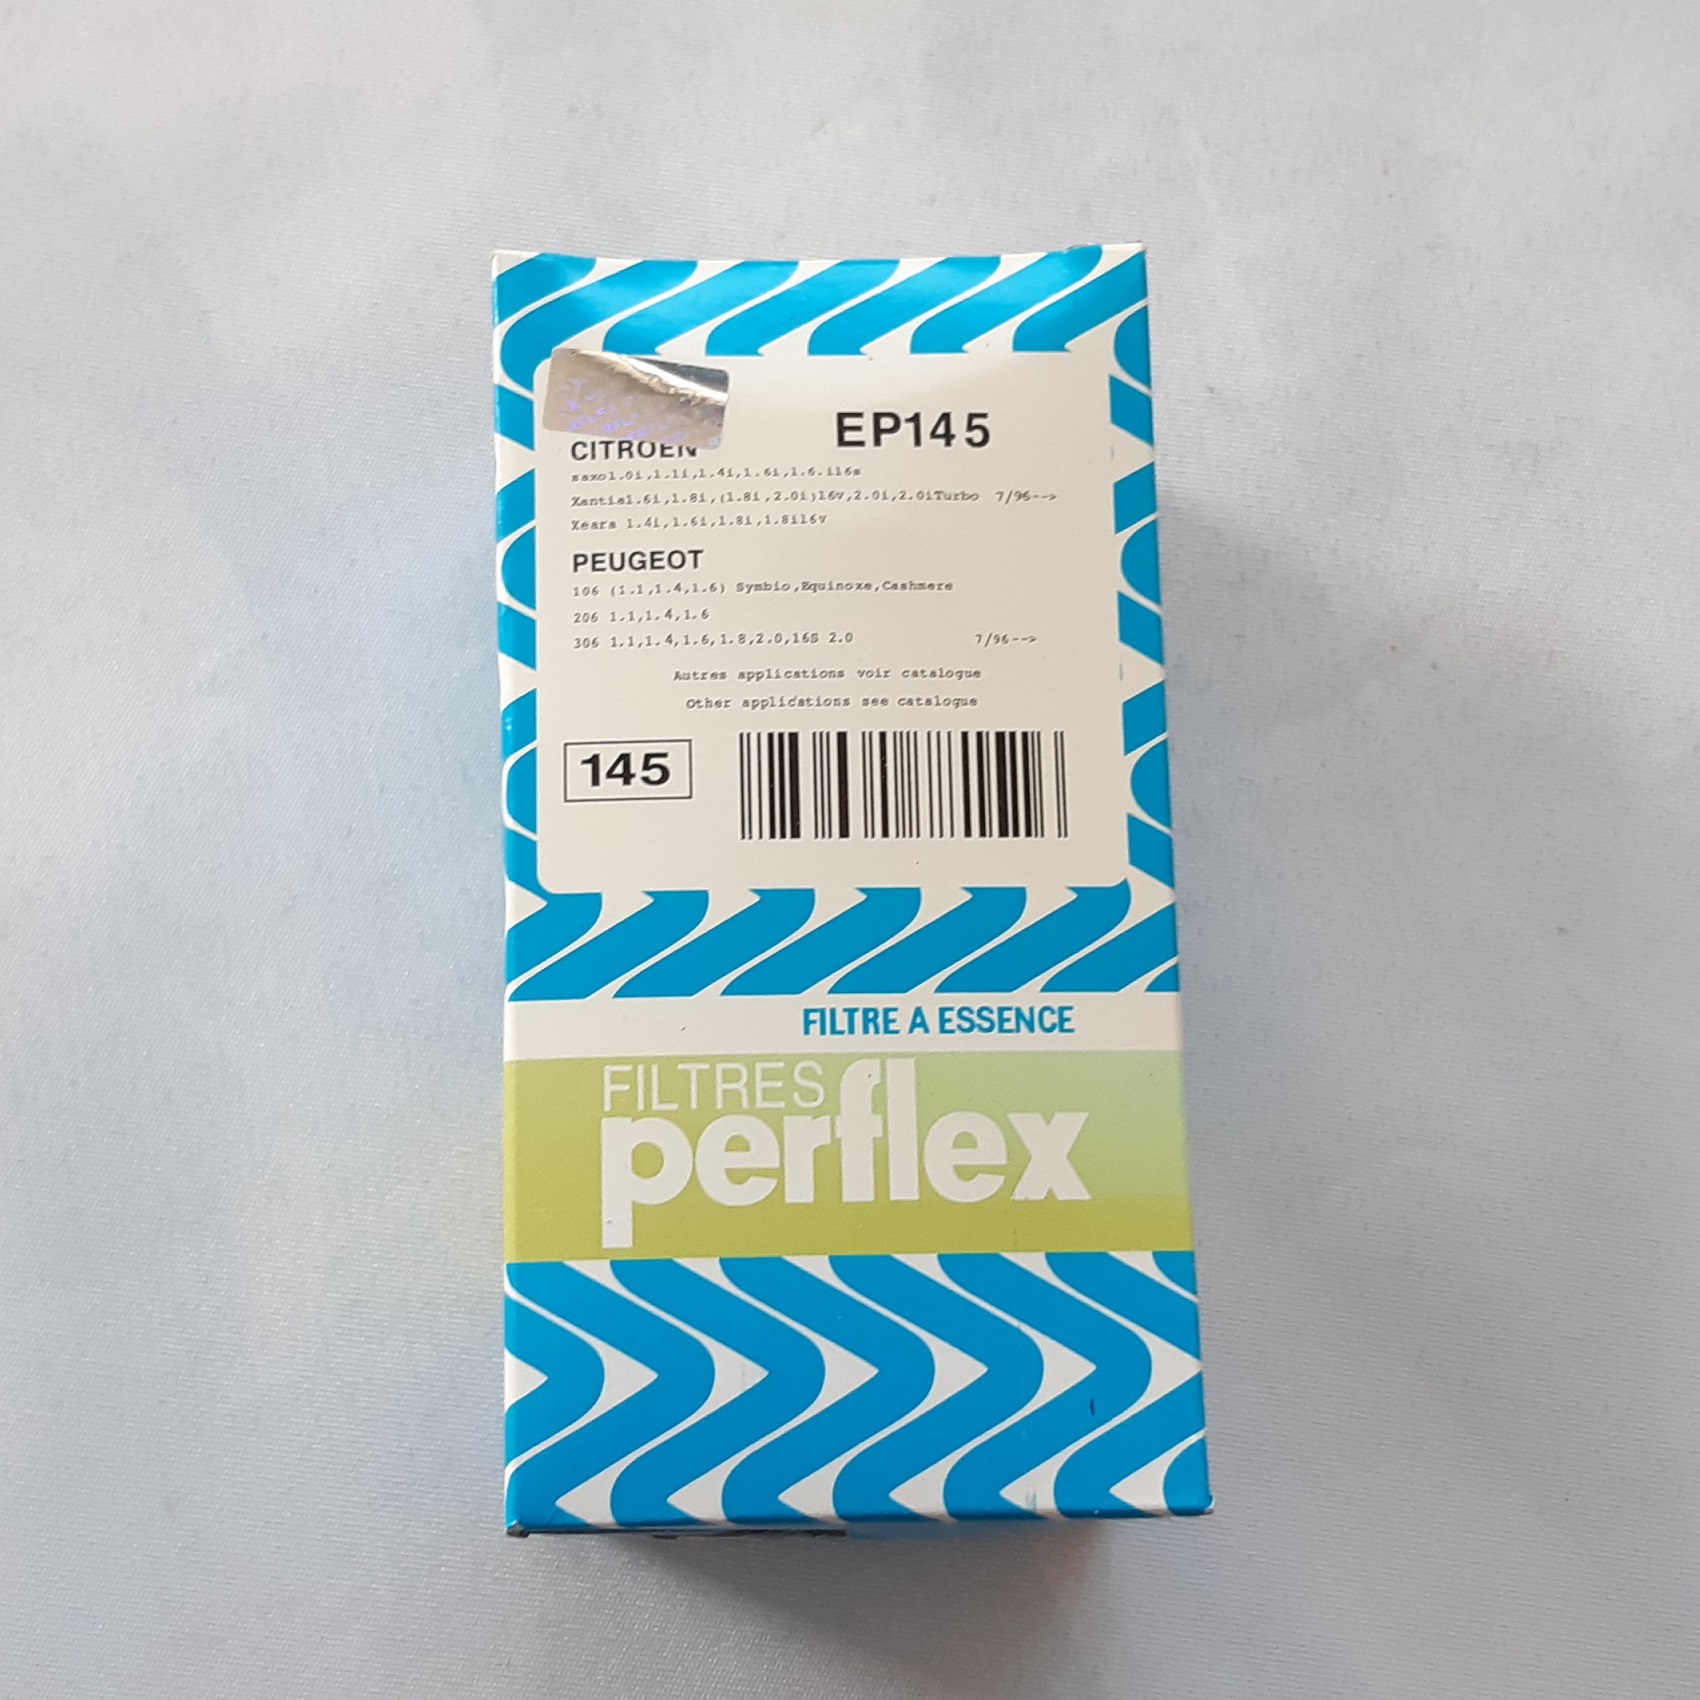 EP145
CITROEN
saxo1.0i,1.1i,1.4i,1.6i,1.6.i16s
Xantia1.6i,1.8i,(1.8i,2.0i)16v,2.0i,2.0iTurbo 7/96-->
Xsara 1.4i,1.6i,1.8i,1.8i16v
PEUGEOT
106 (1.1,1.4,1.6) Symbio,Equinoxe,Cashmere
206 1.1,1.4,1.6
306 1.1,1.4,1.6,1.8,2.0,16S 2.0 7/96-->
Autres applications voir catalogue
Other applications see catalogue
145
FILTRE A ESSENCE
FILTRES
perflex